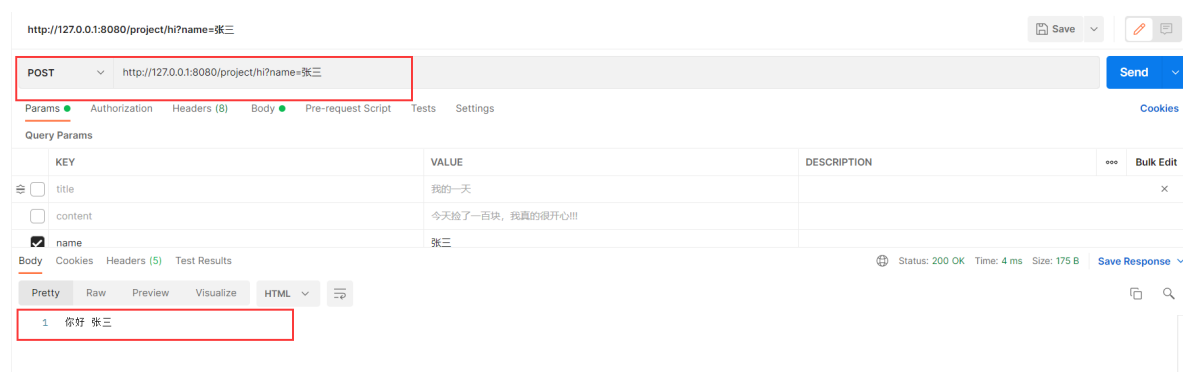 http://127.0.0.1:8080/project/hi?name=张三 Save
POST http://127.0.0.1:8080/project/hi?name=张三 Send
Params Authorization Headers (8) Body Pre-request Script Tests Settings Cookies
Query Params
KEY VALUE DESCRIPTION ooo Bulk Edit
title 我的一天
content 今天捡了一百块，我真的很开心!!!
name 张三
Body Cookies Headers (5) Test Results Status: 200 OK Time: 4 ms Size: 175 B Save Response
Pretty Raw Preview Visualize HTML
1 你好 张三